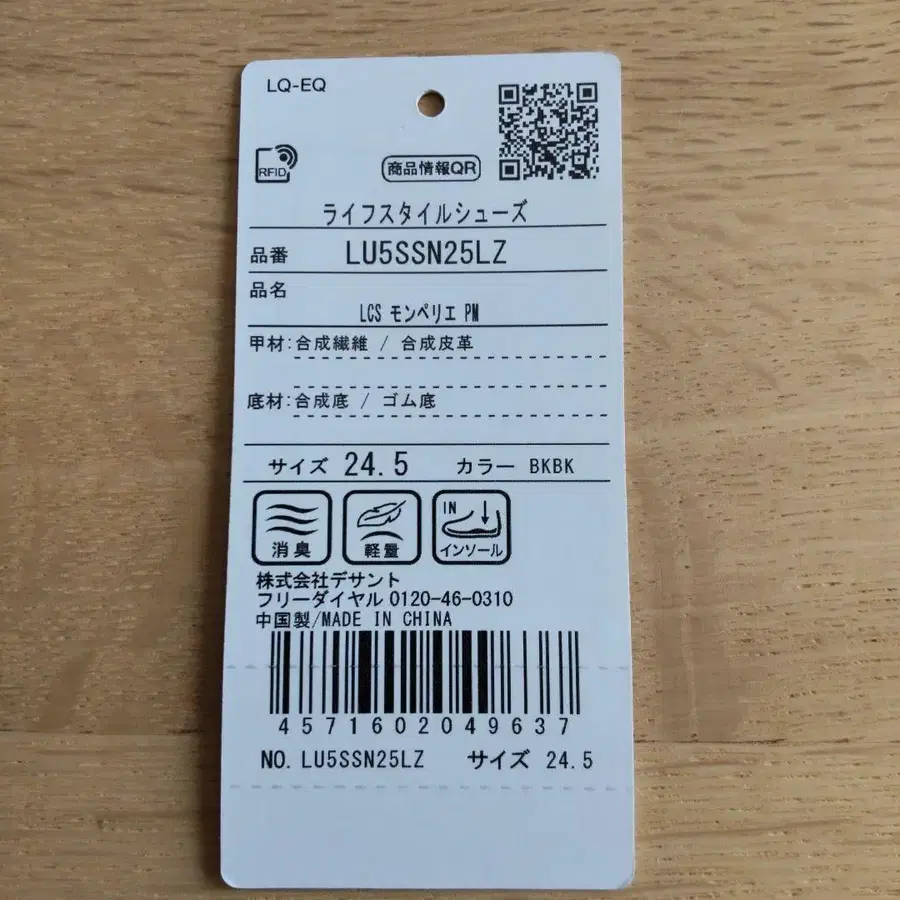 LQ-EQ
RFID
商品情報QR
ライフスタイルシューズ
品番 LU5SSN25LZ
品名
LCS モンペリエ PM
甲材:合成繊維 / 合成皮革
底材:合成底 / ゴム底
サイズ 24.5 カラー BKBK
消臭
軽量
IN
インソール
株式会社デサント
フリーダイヤル 0120-46-0310
中国製/MADE IN CHINA
4571602049637
NO. LU5SSN25LZ サイズ 24.5